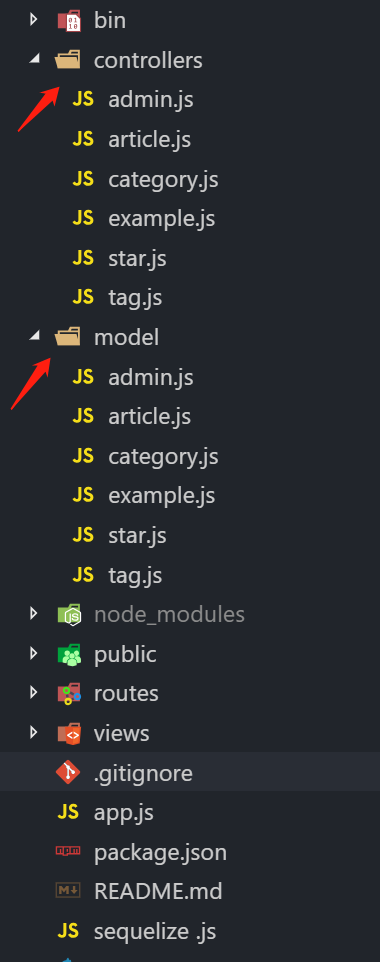 bin
controllers
JS admin.js
JS article.js
JS category.js
JS example.js
JS star.js
JS tag.js
model
JS admin.js
JS article.js
JS category.js
JS example.js
JS star.js
JS tag.js
node_modules
public
routes
views
.gitignore
JS app.js
package.json
README.md
JS sequelize .js